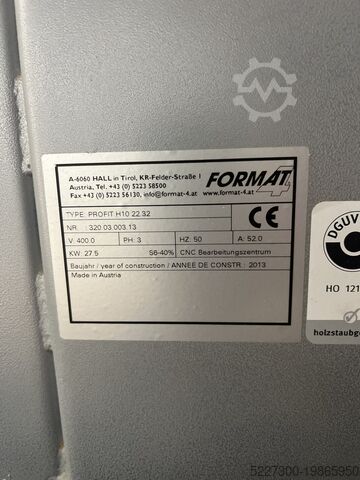 A-6060 HALL in Tirol, KR-Felder-Straße 1
Austria, Tel. +43 (0) 5223 58500
Fax +43 (0) 5223 56130, info@format-4.at
www.format-4.at
FORMAT 4
TYPE: PROFIT H10 22.32
NR. : 320.03.003.13
V: 400.0 PH: 3 HZ: 50 A: 52.0
KW: 27.5 S6-40% CNC Bearbeitungszentrum
Baujahr / year of construction / ANNEE DE CONSTR.: 2013
Made in Austria
CE
DGUV
HO 121
holzstaubge
5227300-19865950